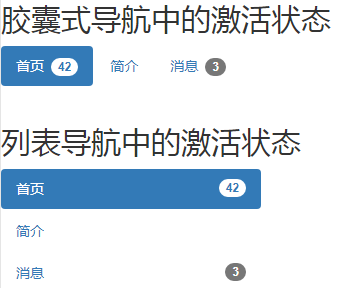 胶囊式导航中的激活状态
首页 42 简介 消息 3
列表导航中的激活状态
首页 42
简介
消息 3